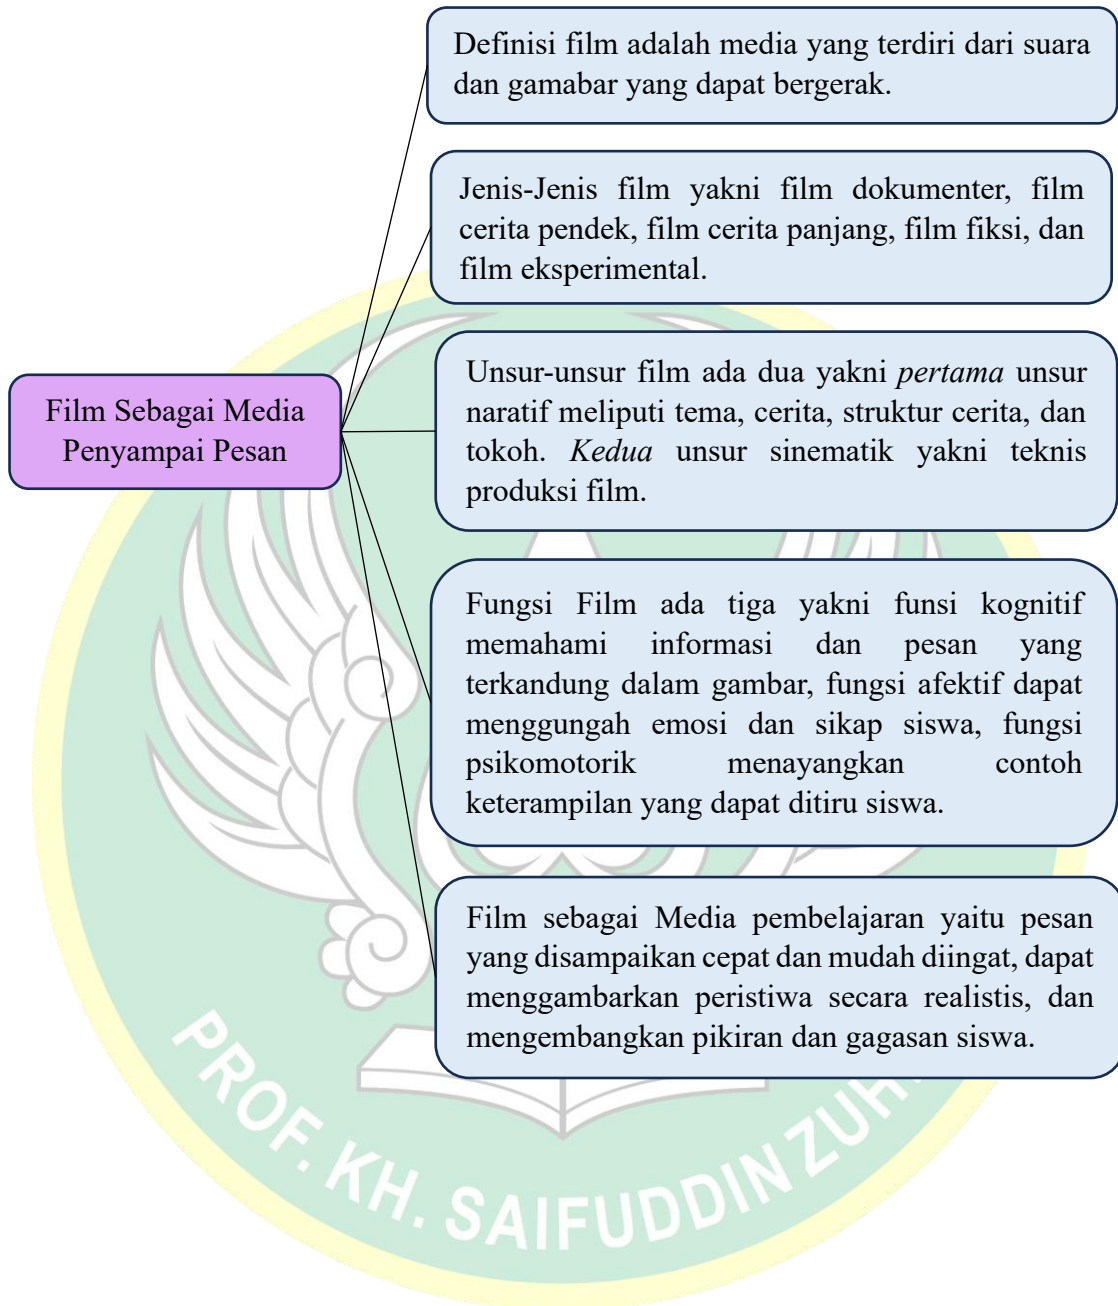 Definisi film adalah media yang terdiri dari suara
dan gamabar yang dapat bergerak.
Jenis-Jenis film yakni film dokumenter, film
cerita pendek, film cerita panjang, film fiksi, dan
film eksperimental.
Film Sebagai Media
Penyampai Pesan
Unsur-unsur film ada dua yakni pertama unsur
naratif meliputi tema, cerita, struktur cerita, dan
tokoh. Kedua unsur sinematik yakni teknis
produksi film.
Fungsi Film ada tiga yakni funsi kognitif
memahami informasi dan pesan yang
terkandung dalam gambar, fungsi afektif dapat
menggungah emosi dan sikap siswa, fungsi
psikomotorik menayangkan contoh
keterampilan yang dapat ditiru siswa.
Film sebagai Media pembelajaran yaitu pesan
yang disampaikan cepat dan mudah diingat, dapat
menggambarkan peristiwa secara realistis, dan
mengembangkan pikiran dan gagasan siswa.
PROF. KH. SAIFUDDIN